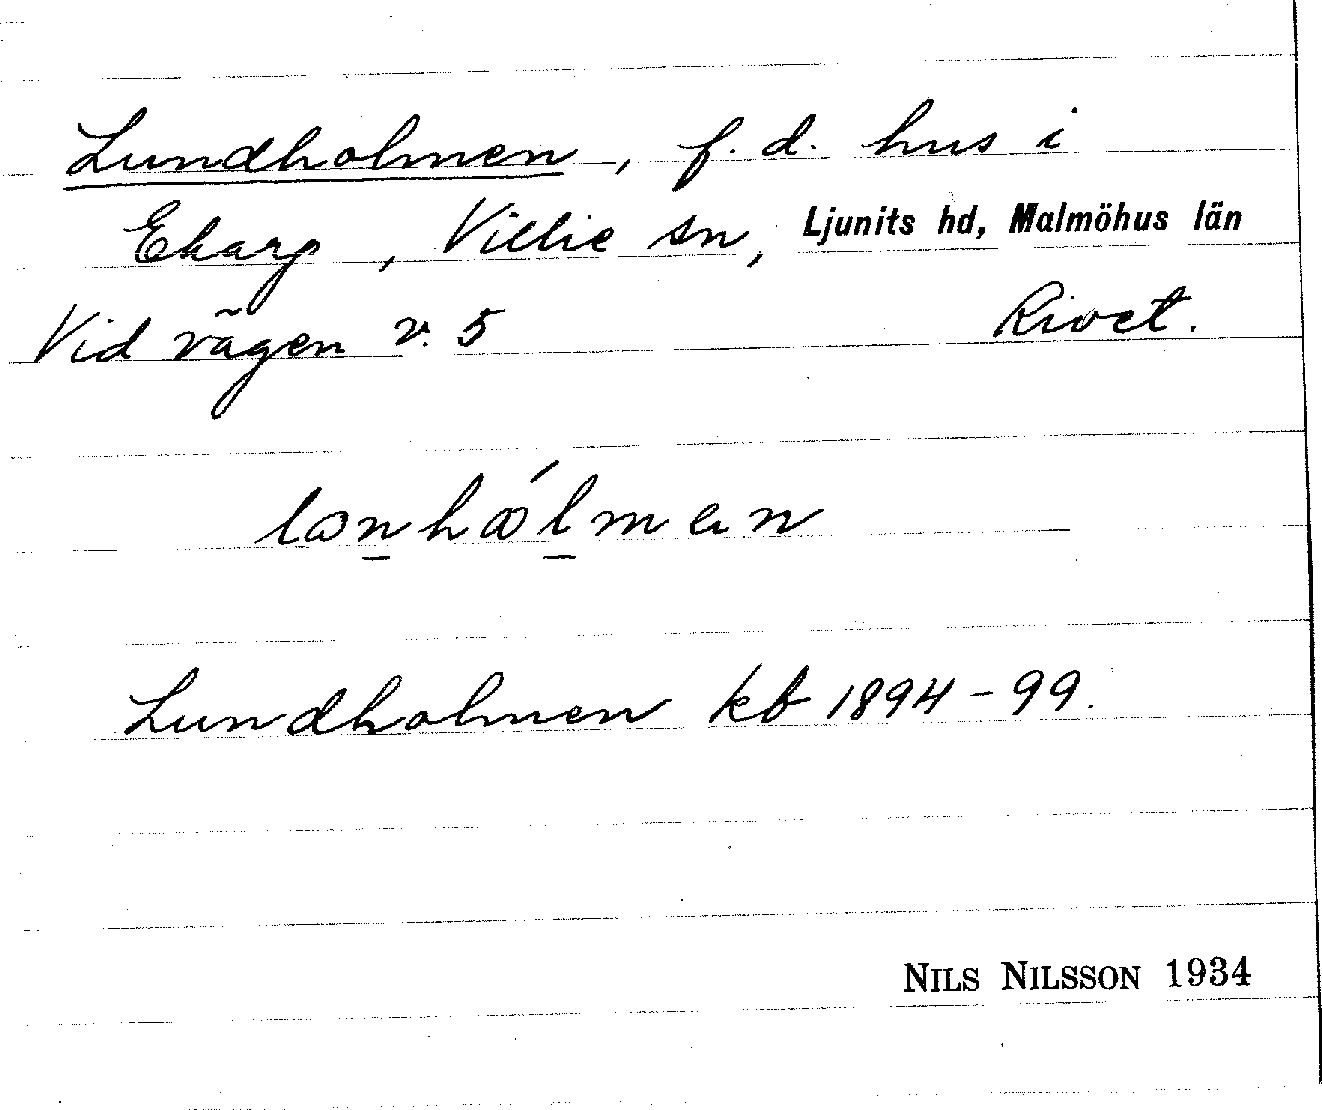 Lundholmen, f. d. hus i
Ekarp, Villie sn, Ljunits hd, Malmöhus län
Vid vägen v. 5 Rivet.
Lundholmen kb 1894-99.
NILS NILSSON 1934